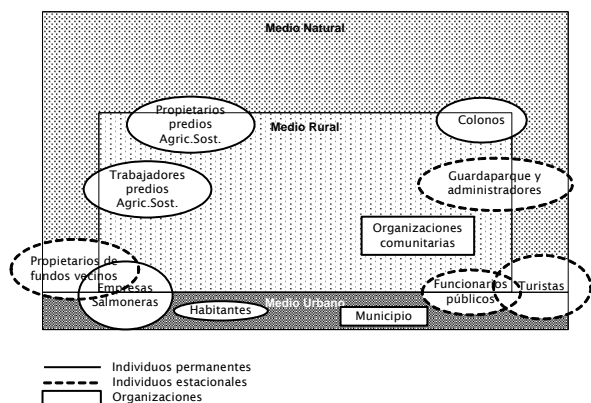 Medio Natural
Propietarios
predios
Agric.Sost.
Medio Rural
Colonos
Trabajadores
predios
Agric.Sost.
Guardaparque y
administradores
Organizaciones
comunitarias
Propietarios de
fundos vecinos
Empresas
Salmoneras
Habitantes
Medio Urbano
Municipio
Funcionarios
públicos
Turistas
Individuos permanentes
Individuos estacionales
Organizaciones